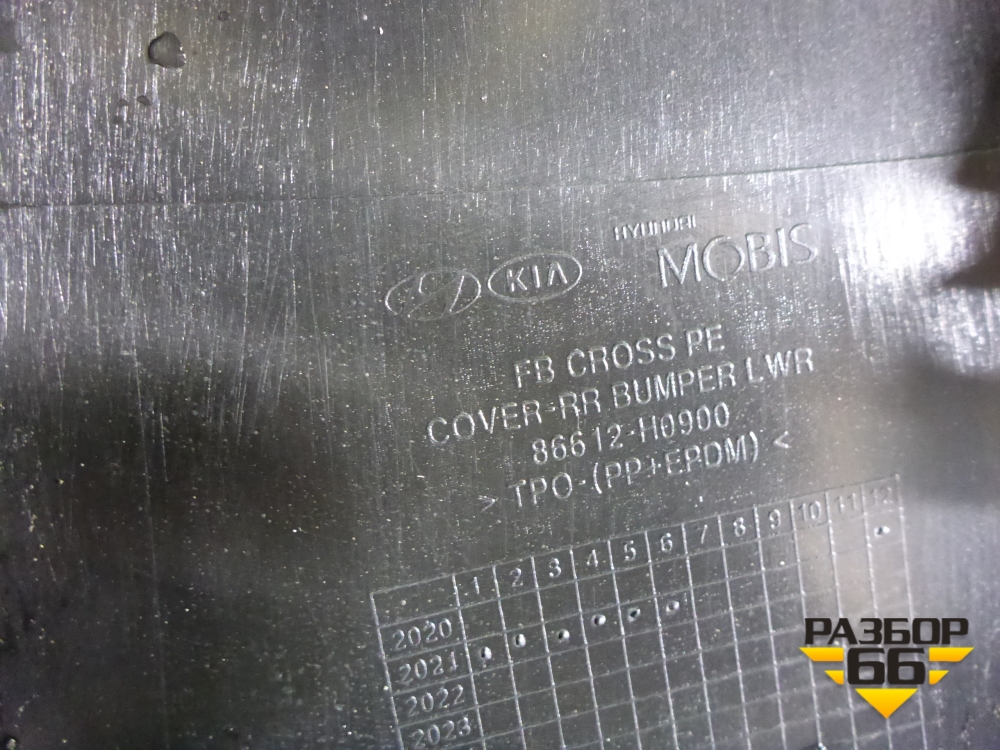 HYUNDAI
KIA MOBIS
FB CROSS PE
COVER-RR BUMPER LWR
86612-H0900
> TPO-(PP+EPDM) <
1 2 3 4 5 6 7 8 9 10 11 12
2020
2021
2022
2023
РАЗБОР
66